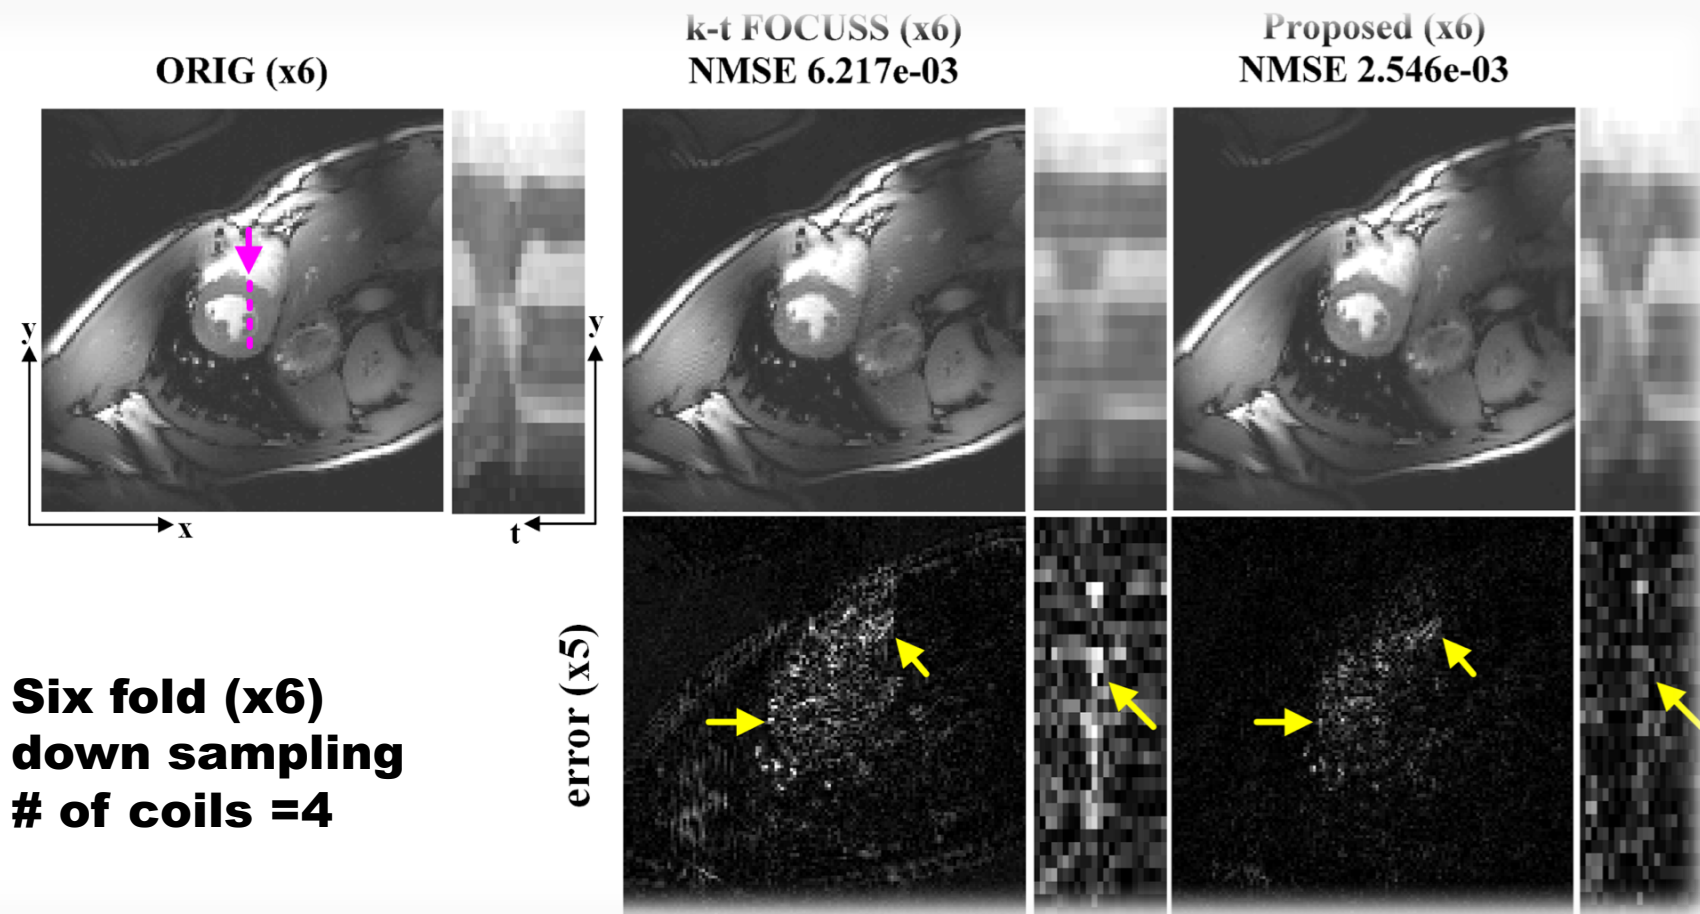 ORIG (x6)
k-t FOCUSS (x6)
NMSE 6.217e-03
Proposed (x6)
NMSE 2.546e-03
y
x
y
t
error (x5)
Six fold (x6)
down sampling
# of coils =4